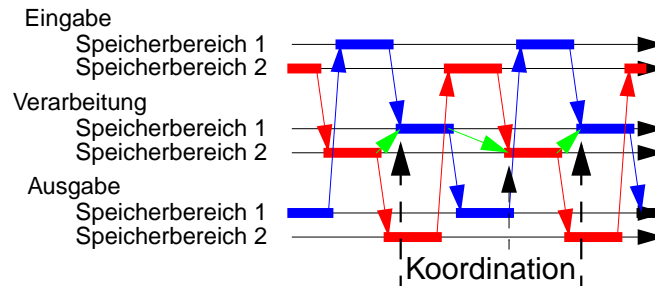 Eingabe
Speicherbereich 1
Speicherbereich 2
Verarbeitung
Speicherbereich 1
Speicherbereich 2
Ausgabe
Speicherbereich 1
Speicherbereich 2
Koordination